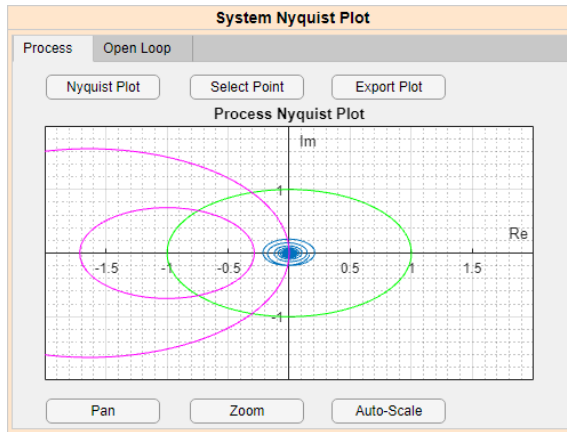 System Nyquist Plot
Process Open Loop
Nyquist Plot Select Point Export Plot
Process Nyquist Plot
Im
1
Re
-1.5 -1 -0.5 0.5 1 1.5
-1
Pan Zoom Auto-Scale